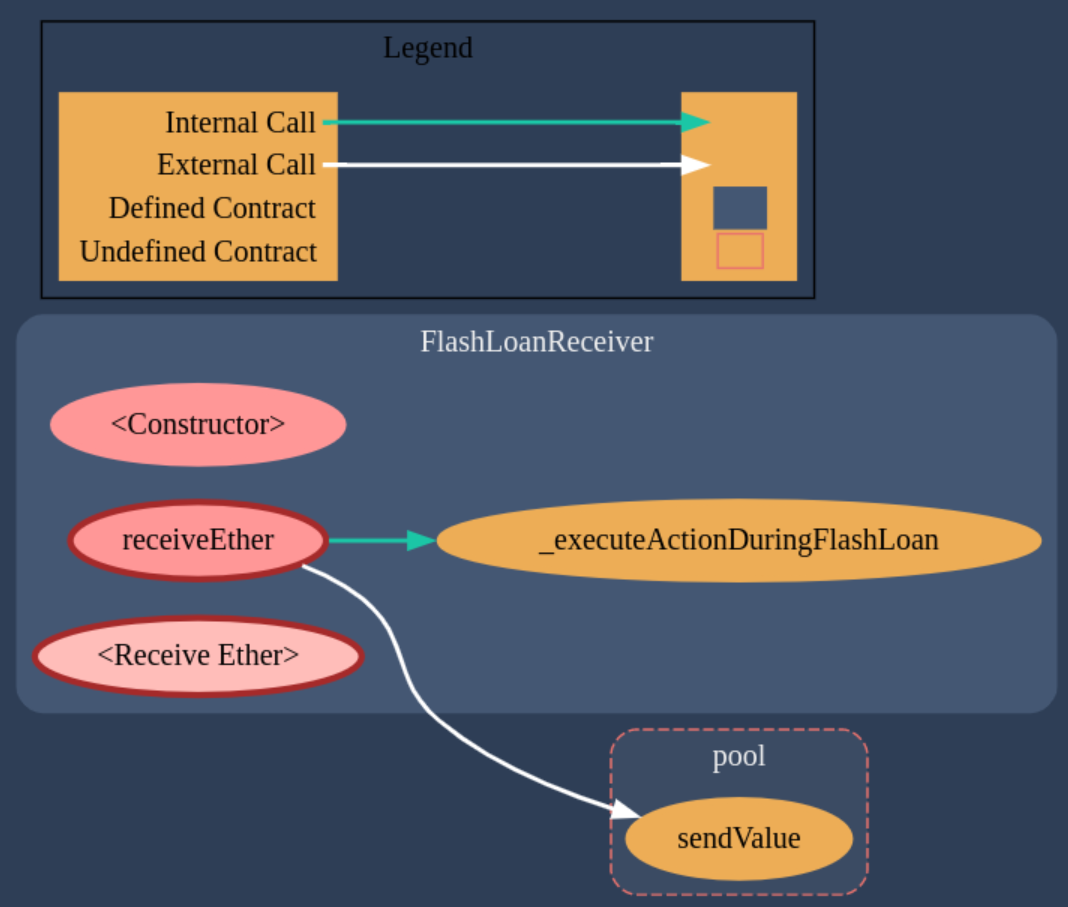 Legend
Internal Call
External Call
Defined Contract
Undefined Contract
FlashLoanReceiver
<Constructor>
receiveEther
_executeActionDuringFlashLoan
<Receive Ether>
pool
sendValue